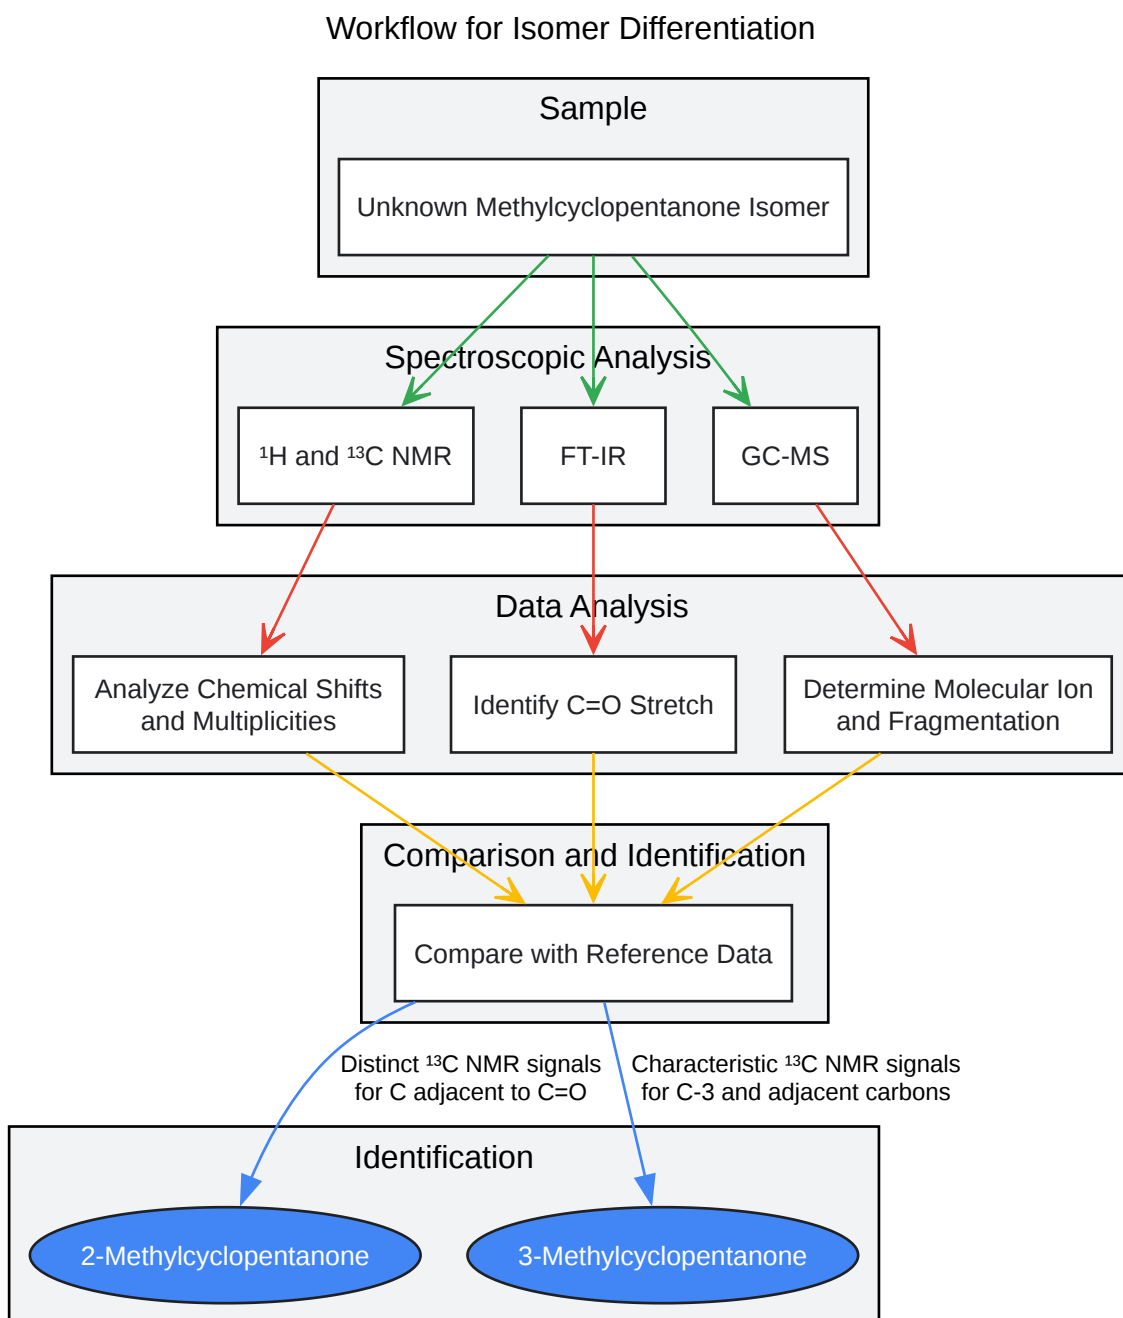 Workflow for Isomer Differentiation
Sample
Unknown Methylcyclopentanone Isomer
Spectroscopic Analysis
¹H and ¹³C NMR
FT-IR
GC-MS
Data Analysis
Analyze Chemical Shifts
and Multiplicities
Identify C=O Stretch
Determine Molecular Ion
and Fragmentation
Comparison and Identification
Compare with Reference Data
Distinct ¹³C NMR signals
for C adjacent to C=O
Characteristic ¹³C NMR signals
for C-3 and adjacent carbons
Identification
2-Methylcyclopentanone
3-Methylcyclopentanone